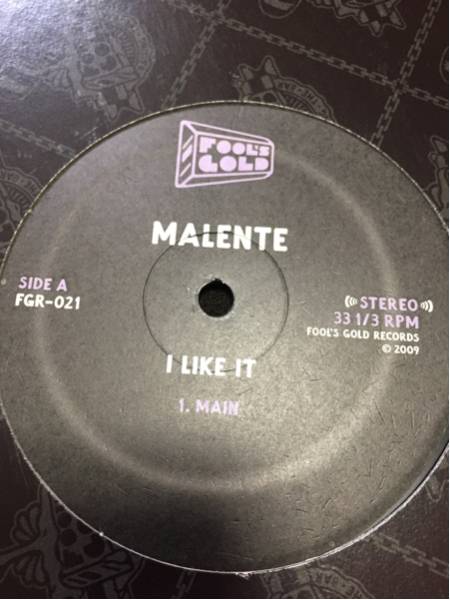 FOOL'S
GOLD
MALENTE
SIDE A
FGR-021
((•)) STEREO ((•))
33 1/3 RPM
FOOL'S GOLD RECORDS
© 2009
I LIKE IT
1. MAIN